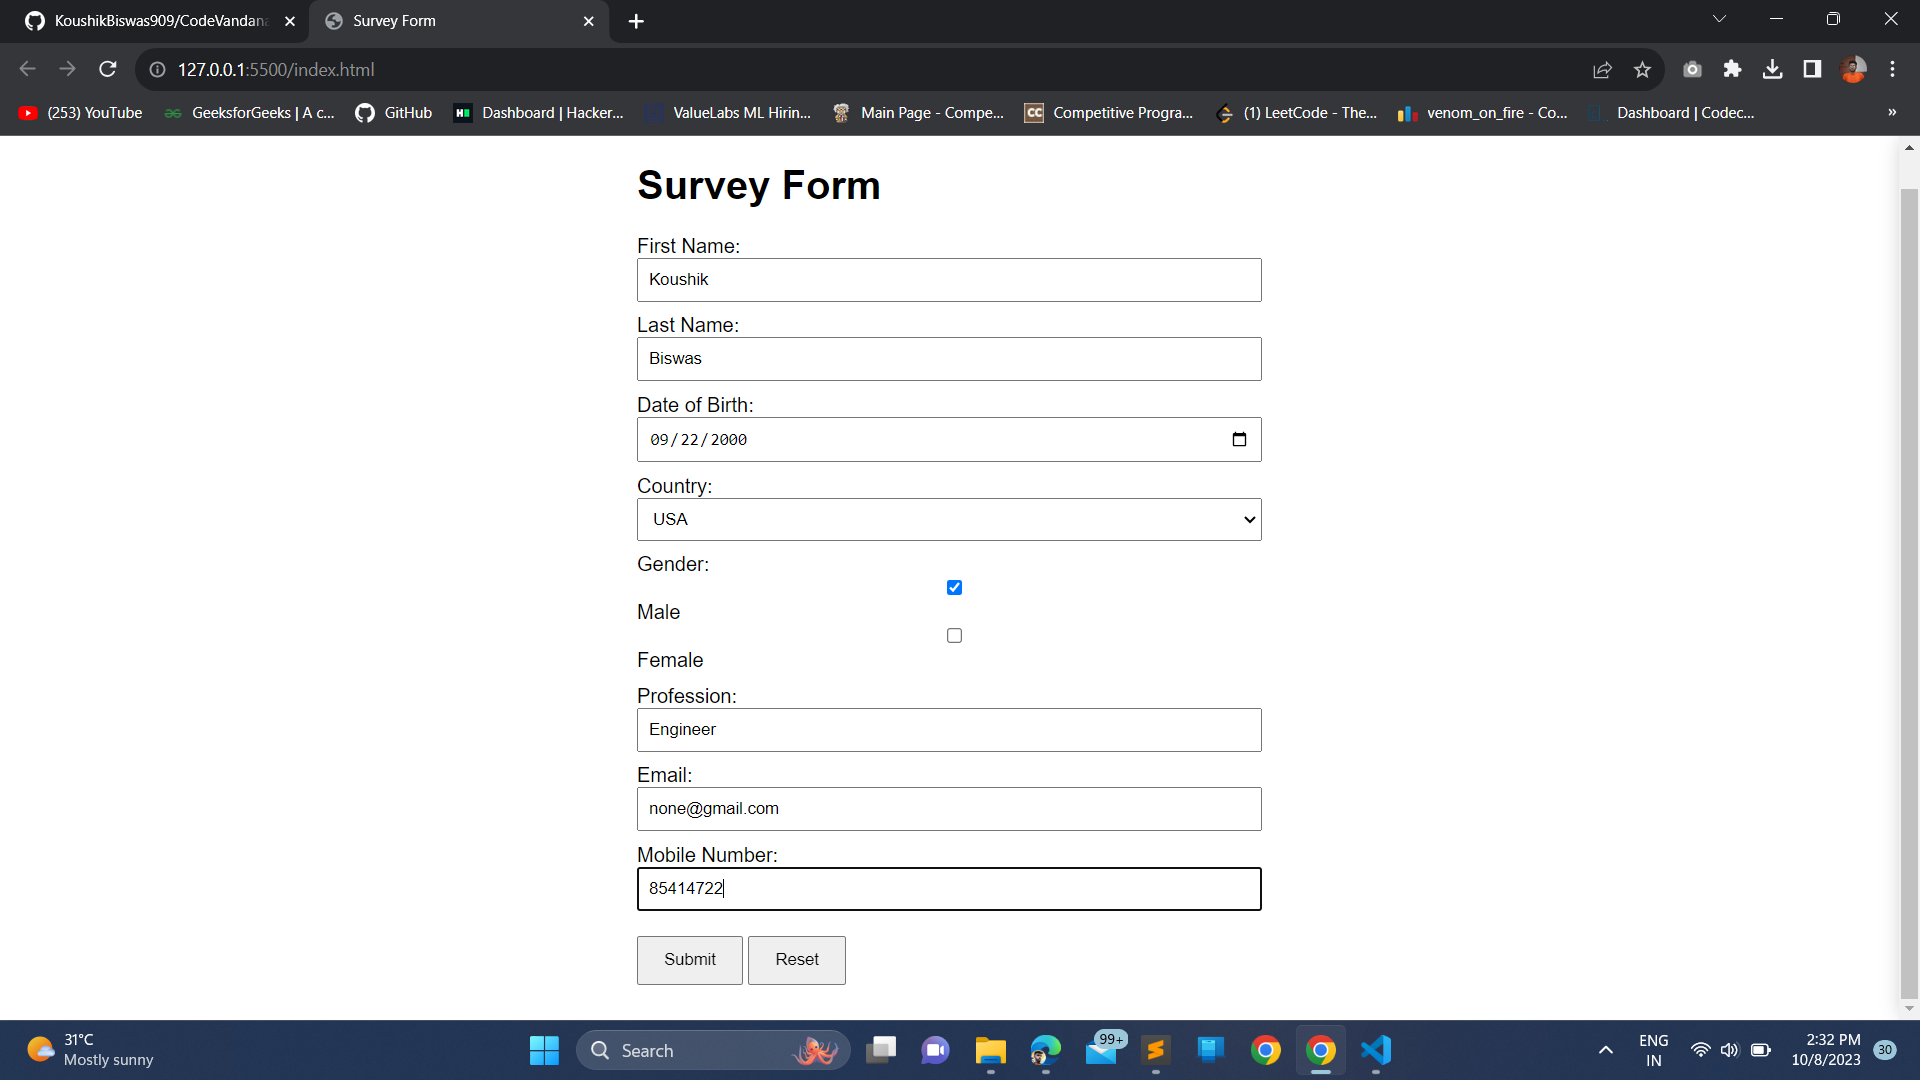 KoushikBiswas909/CodeVandana
Survey Form
127.0.0.1:5500/index.html
(253) YouTube
GeeksforGeeks | A c...
GitHub
Dashboard | Hacker...
ValueLabs ML Hirin...
Main Page - Compe...
Competitive Progra...
(1) LeetCode - The...
venom_on_fire - Co...
Dashboard | Codec...
»
Survey Form
First Name:
Koushik
Last Name:
Biswas
Date of Birth:
09/22/2000
Country:
USA
Gender:
Male
Female
Profession:
Engineer
Email:
none@gmail.com
Mobile Number:
85414722
Submit Reset
31°C
Mostly sunny
Search
99+
ENG
IN
2:32 PM
10/8/2023
30